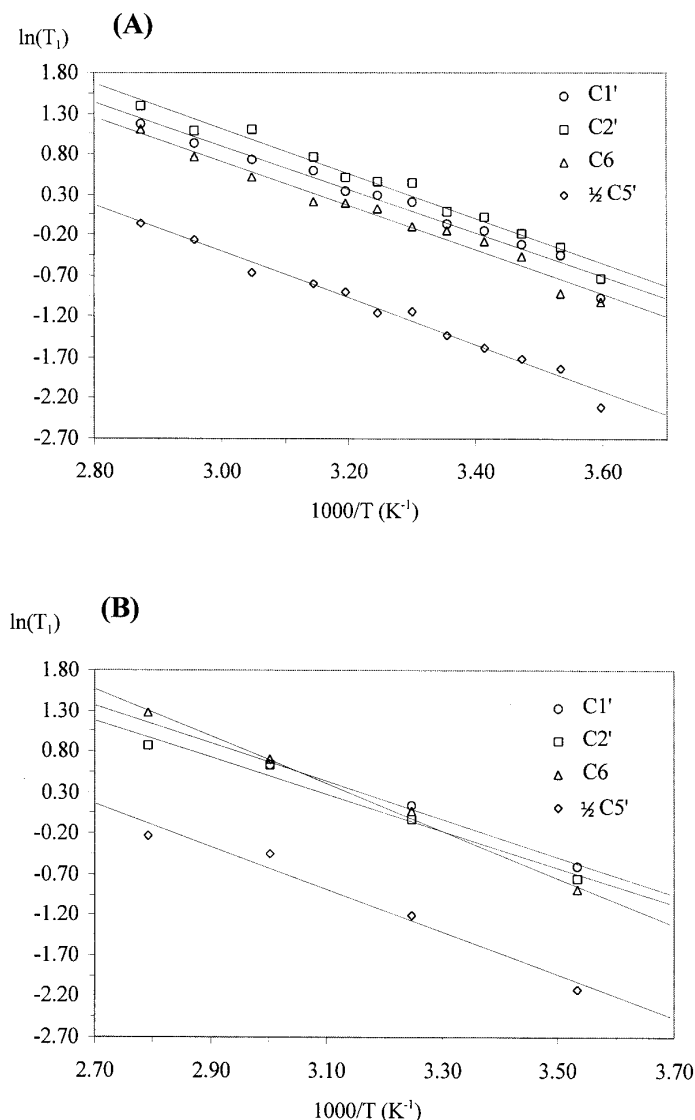 (A)
ln(T₁)
1.80
1.30
0.80
0.30
-0.20
-0.70
-1.20
-1.70
-2.20
-2.70
C1'
C2'
C6
½ C5'
2.80 3.00 3.20 3.40 3.60
1000/T (K⁻¹)
(B)
ln(T₁)
1.80
1.30
0.80
0.30
-0.20
-0.70
-1.20
-1.70
-2.20
-2.70
C1'
C2'
C6
½ C5'
2.70 2.90 3.10 3.30 3.50 3.70
1000/T (K⁻¹)